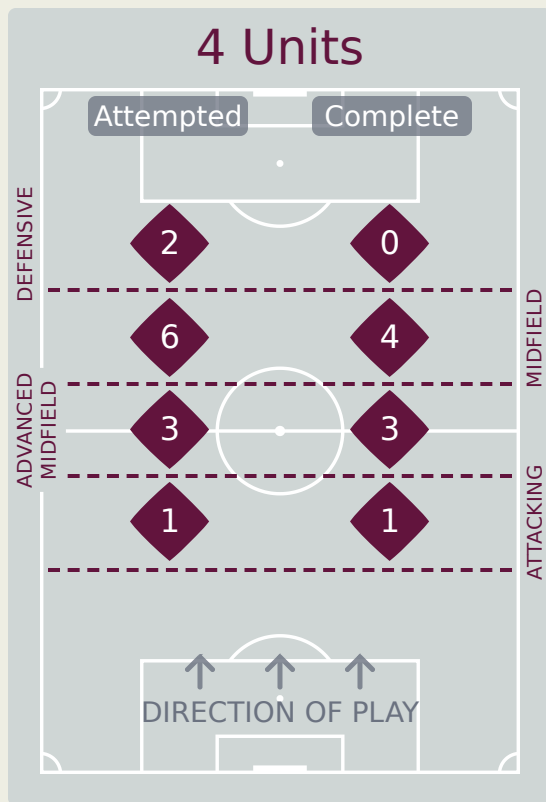 4 Units
Attempted
Complete
DEFENSIVE
2
0
MIDFIELD
6
4
ADVANCED
MIDFIELD
3
3
ATTACKING
1
1
DIRECTION OF PLAY